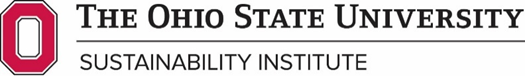 THE OHIO STATE UNIVERSITY
SUSTAINABILITY INSTITUTE